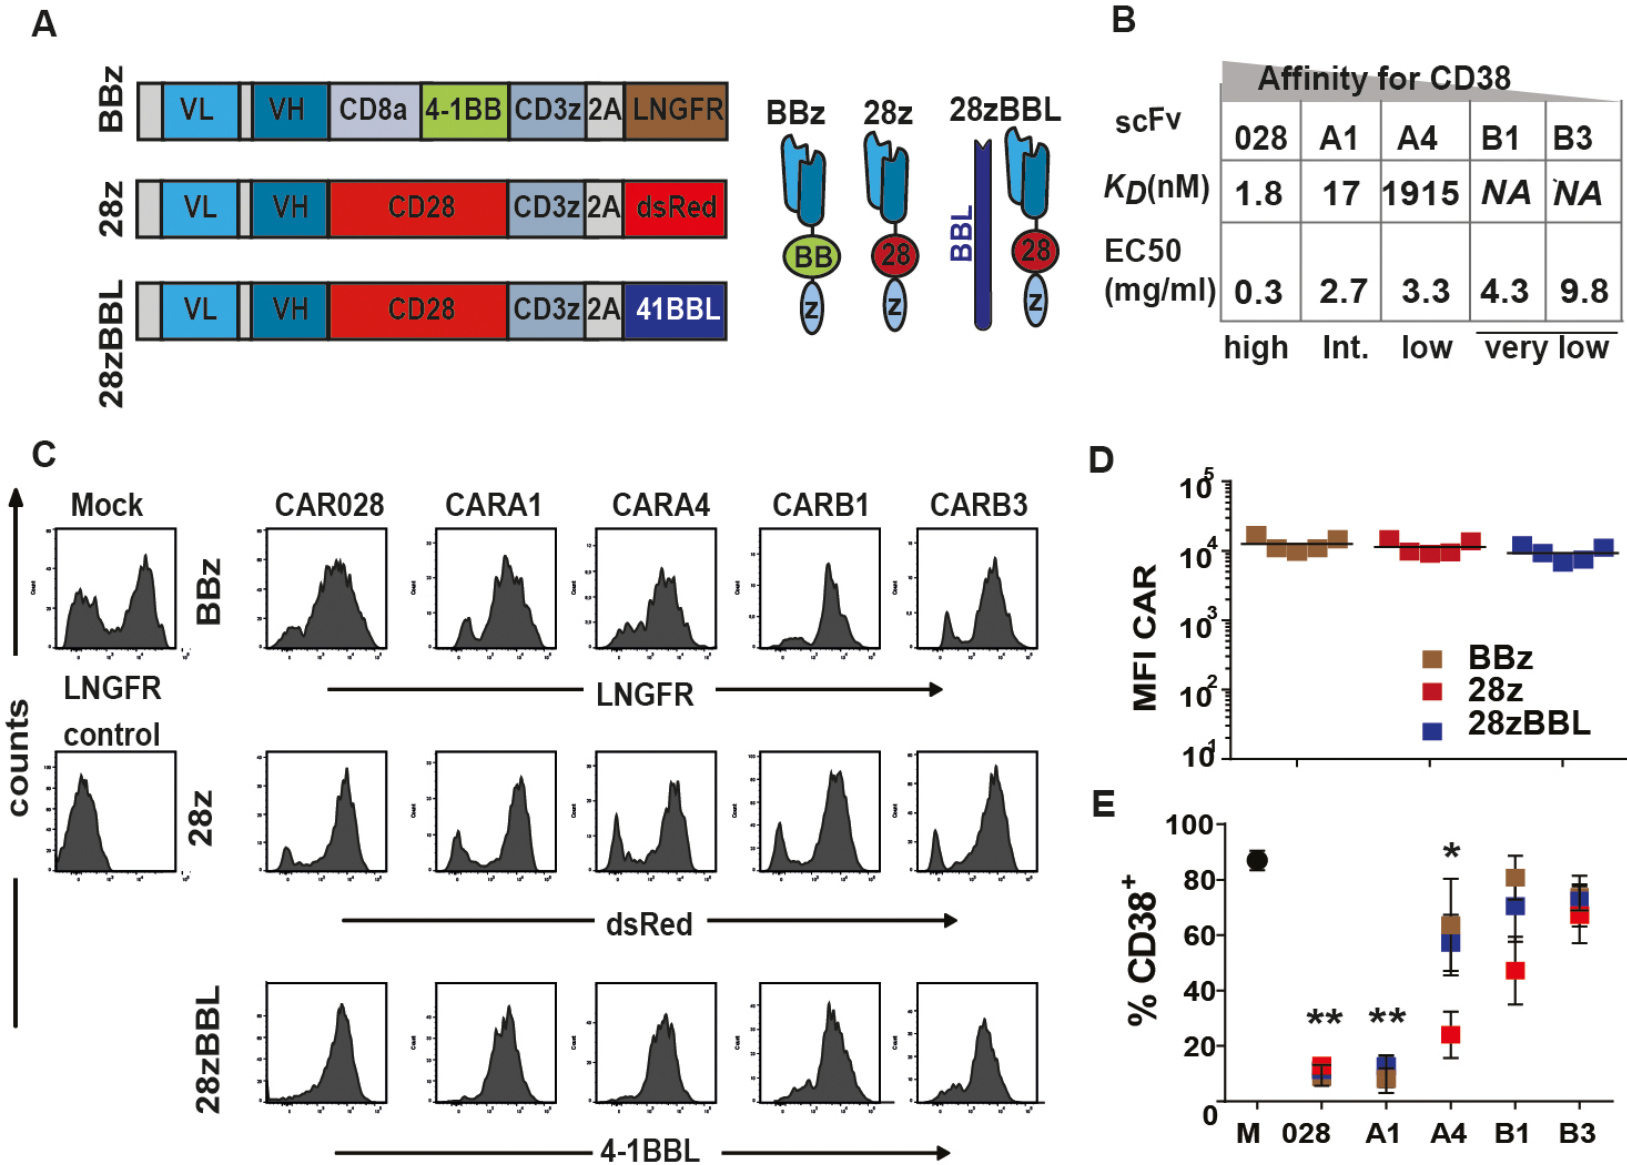 A
BBz
VL VH CD8a 4-1BB CD3z 2A LNGFR
28z
VL VH CD28 CD3z 2A dsRed
28zBBL
VL VH CD28 CD3z 2A 41BBL
BBz 28z 28zBBL
BBL
BB 28 28
z z z
B
Affinity for CD38
scFv 028 A1 A4 B1 B3
KD(nM) 1.8 17 1915 NA `NA
EC50
(mg/ml) 0.3 2.7 3.3 4.3 9.8
high Int. low very low
C
counts
Mock CAR028 CARA1 CARA4 CARB1 CARB3
BBz
LNGFR
control
LNGFR
28z
dsRed
28zBBL
4-1BBL
D
MFI CAR
10^5
10^4
10^3
10^2
10^1
BBz
28z
28zBBL
E
% CD38+
100
80
60
40
20
0
** ** *
M 028 A1 A4 B1 B3